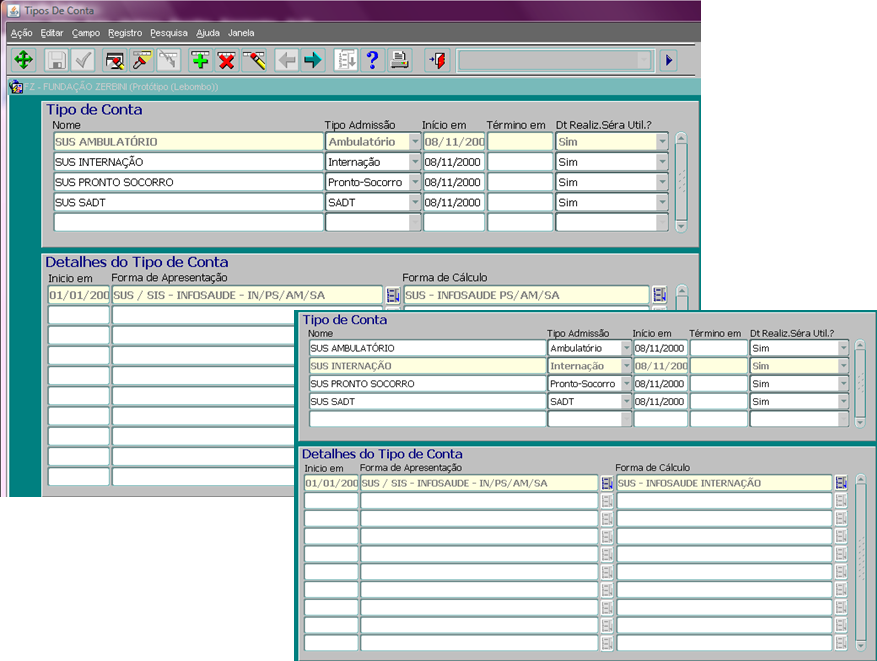 Tipos De Conta
Ação Editar Campo Registro Pesquisa Ajuda Janela
FZ - FUNDAÇÃO ZERBINI (Protótipo (Lebombo))
Tipo de Conta
Nome Tipo Admissão Início em Término em Dt Realiz.Séra Util.?
SUS AMBULATÓRIO Ambulatório 08/11/200 Sim
SUS INTERNAÇÃO Internação 08/11/2000 Sim
SUS PRONTO SOCORRO Pronto-Socorro 08/11/2000 Sim
SUS SADT SADT 08/11/2000 Sim
Detalhes do Tipo de Conta
Inicio em Forma de Apresentação Forma de Cálculo
01/01/200 SUS / SIS - INFOSAUDE - IN/PS/AM/SA SUS - INFOSAUDE PS/AM/SA
Tipo de Conta
Nome Tipo Admissão Início em Término em Dt Realiz.Séra Util.?
SUS AMBULATÓRIO Ambulatório 08/11/2000 Sim
SUS INTERNAÇÃO Internação 08/11/200 Sim
SUS PRONTO SOCORRO Pronto-Socorro 08/11/2000 Sim
SUS SADT SADT 08/11/2000 Sim
Detalhes do Tipo de Conta
Inicio em Forma de Apresentação Forma de Cálculo
01/01/200 SUS / SIS - INFOSAUDE - IN/PS/AM/SA SUS - INFOSAUDE INTERNAÇÃO